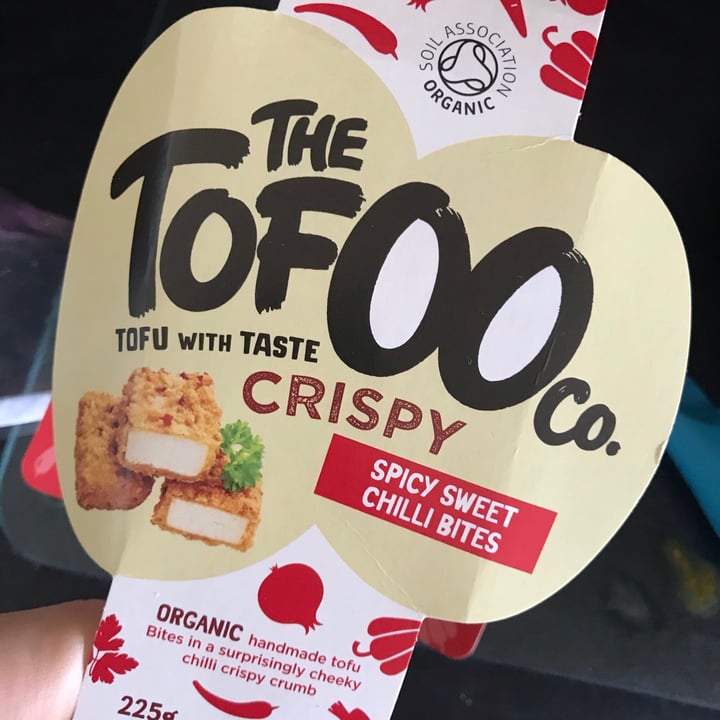 SOIL ASSOCIATION
ORGANIC
THE
TOFOO
Co.
TOFU WITH TASTE
CRISPY
SPICY SWEET
CHILLI BITES
ORGANIC handmade tofu
Bites in a surprisingly cheeky
chilli crispy crumb
225g